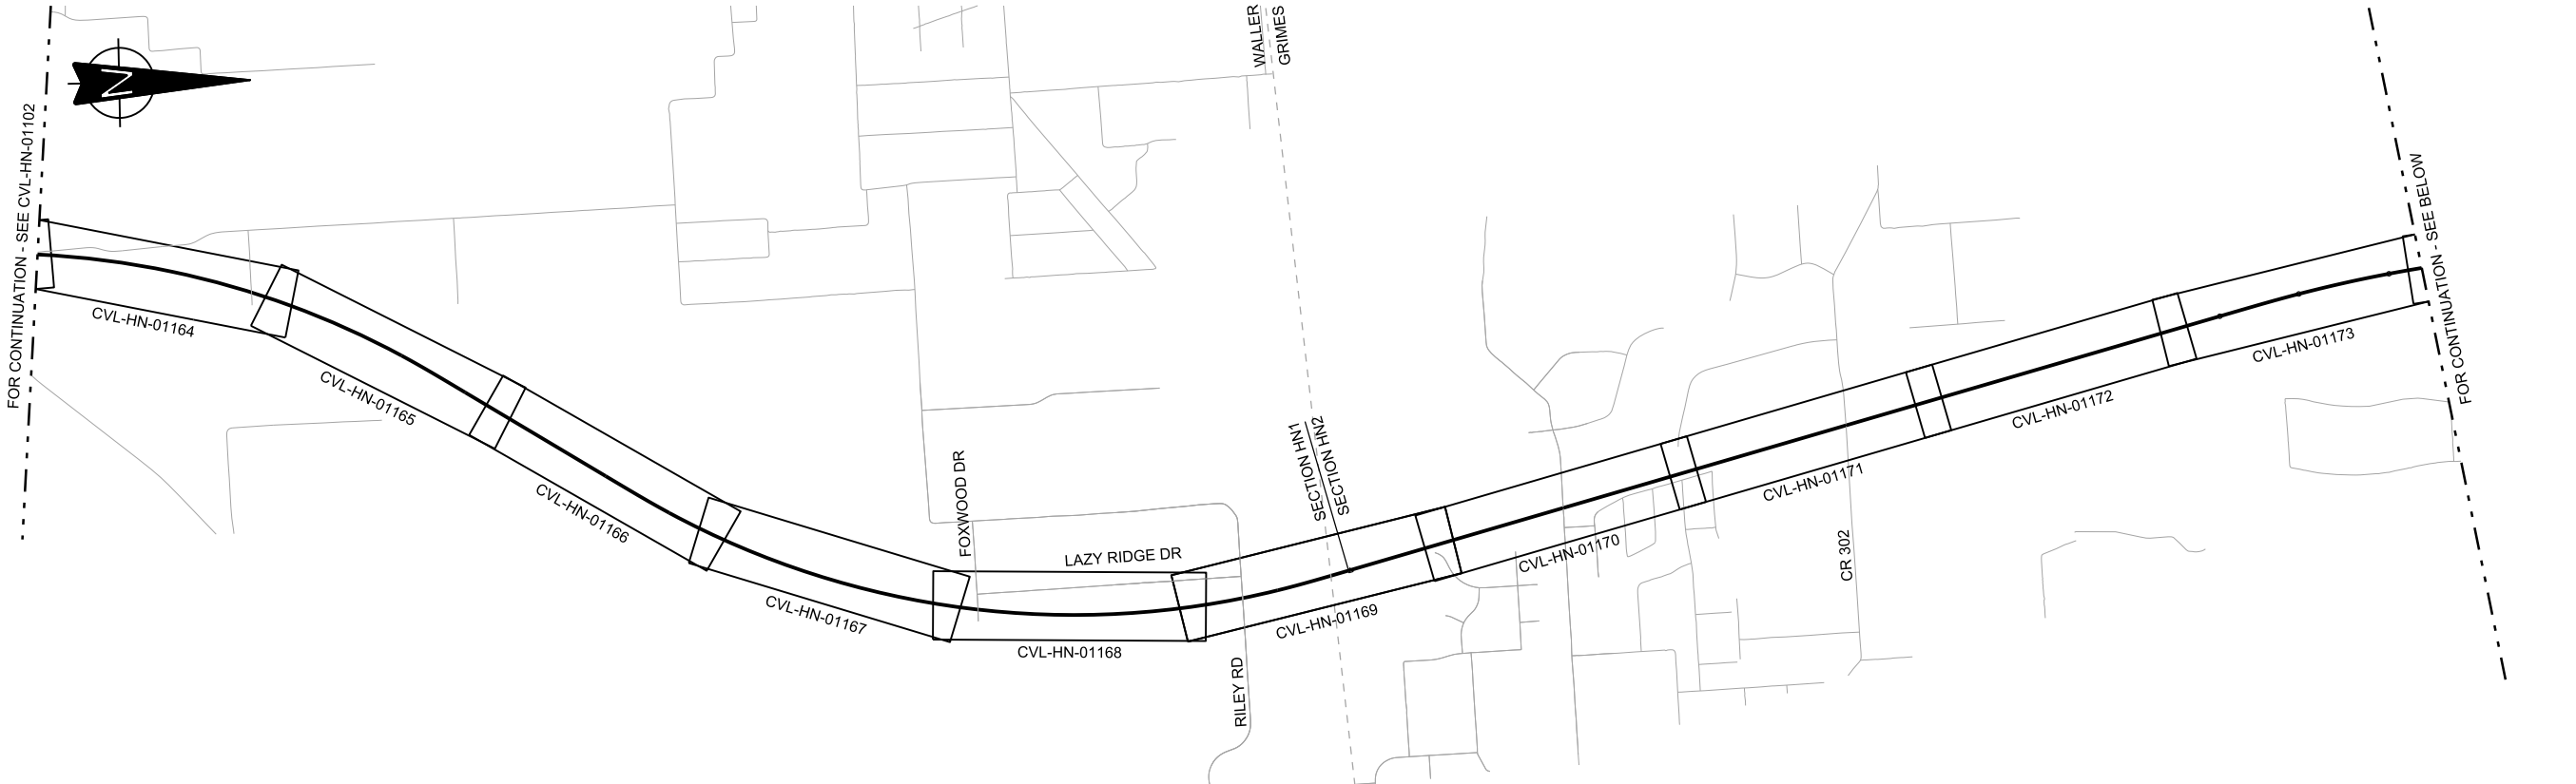 WALLER
GRIMES
N
FOR CONTINUATION - SEE CVL-HN-01102
FOR CONTINUATION - SEE BELOW
CVL-HN-01164
CVL-HN-01165
CVL-HN-01166
CVL-HN-01167
FOXWOOD DR
LAZY RIDGE DR
CVL-HN-01168
RILEY RD
SECTION HN1
SECTION HN2
CVL-HN-01169
CVL-HN-01170
CVL-HN-01171
CR 302
CVL-HN-01172
CVL-HN-01173